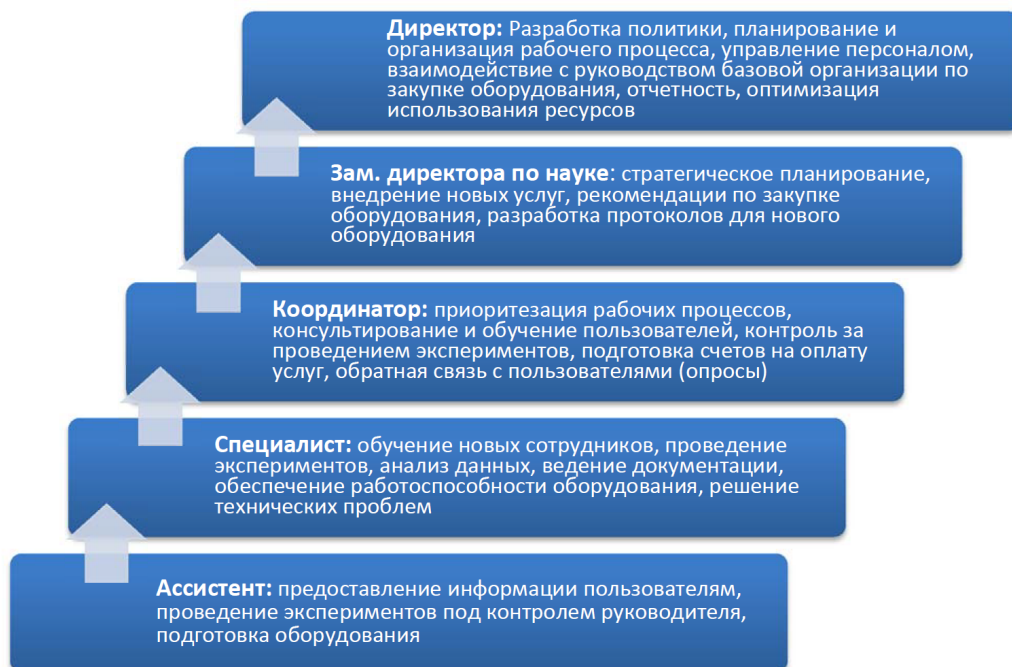 Директор: Разработка политики, планирование и
организация рабочего процесса, управление персоналом,
взаимодействие с руководством базовой организации по
закупке оборудования, отчетность, оптимизация
использования ресурсов
Зам. директора по науке: стратегическое планирование,
внедрение новых услуг, рекомендации по закупке
оборудования, разработка протоколов для нового
оборудования
Координатор: приоритезация рабочих процессов,
консультирование и обучение пользователей, контроль за
проведением экспериментов, подготовка счетов на оплату
услуг, обратная связь с пользователями (опросы)
Специалист: обучение новых сотрудников, проведение
экспериментов, анализ данных, ведение документации,
обеспечение работоспособности оборудования, решение
технических проблем
Ассистент: предоставление информации пользователям,
проведение экспериментов под контролем руководителя,
подготовка оборудования